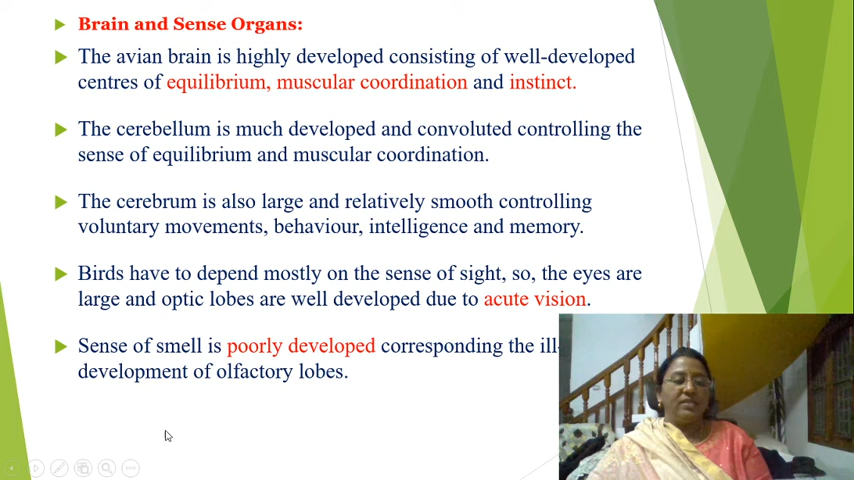 Brain and Sense Organs:
The avian brain is highly developed consisting of well-developed
centres of equilibrium, muscular coordination and instinct.
The cerebellum is much developed and convoluted controlling the
sense of equilibrium and muscular coordination.
The cerebrum is also large and relatively smooth controlling
voluntary movements, behaviour, intelligence and memory.
Birds have to depend mostly on the sense of sight, so, the eyes are
large and optic lobes are well developed due to acute vision.
Sense of smell is poorly developed corresponding the ill-
development of olfactory lobes.